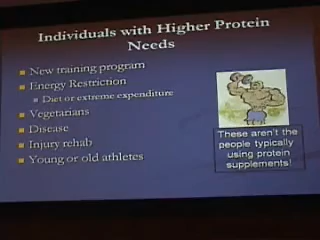 Individuals with Higher Protein
Needs
New training program
Energy Restriction
Diet or extreme expenditure
Vegetarians
Disease
Injury rehab
Young or old athletes
These aren't the
people typically
using protein
supplements!